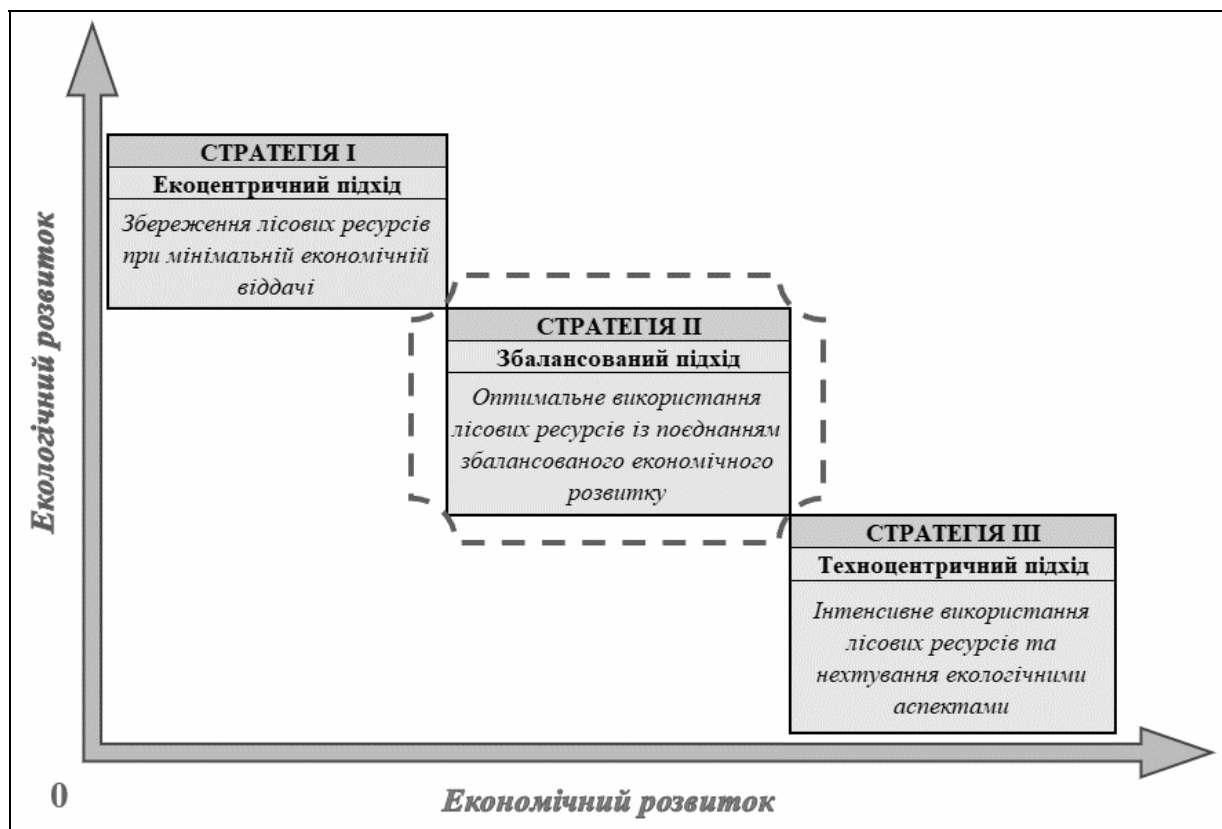 Екологічний розвиток
СТРАТЕГІЯ І
Екоцентричний підхід
Збереження лісових ресурсів
при мінімальній економічній
віддачі
СТРАТЕГІЯ ІІ
Збалансований підхід
Оптимальне використання
лісових ресурсів із поєднанням
збалансованого економічного
розвитку
СТРАТЕГІЯ ІІІ
Техноцентричний підхід
Інтенсивне використання
лісових ресурсів та
нехтування екологічними
аспектами
0
Економічний розвиток